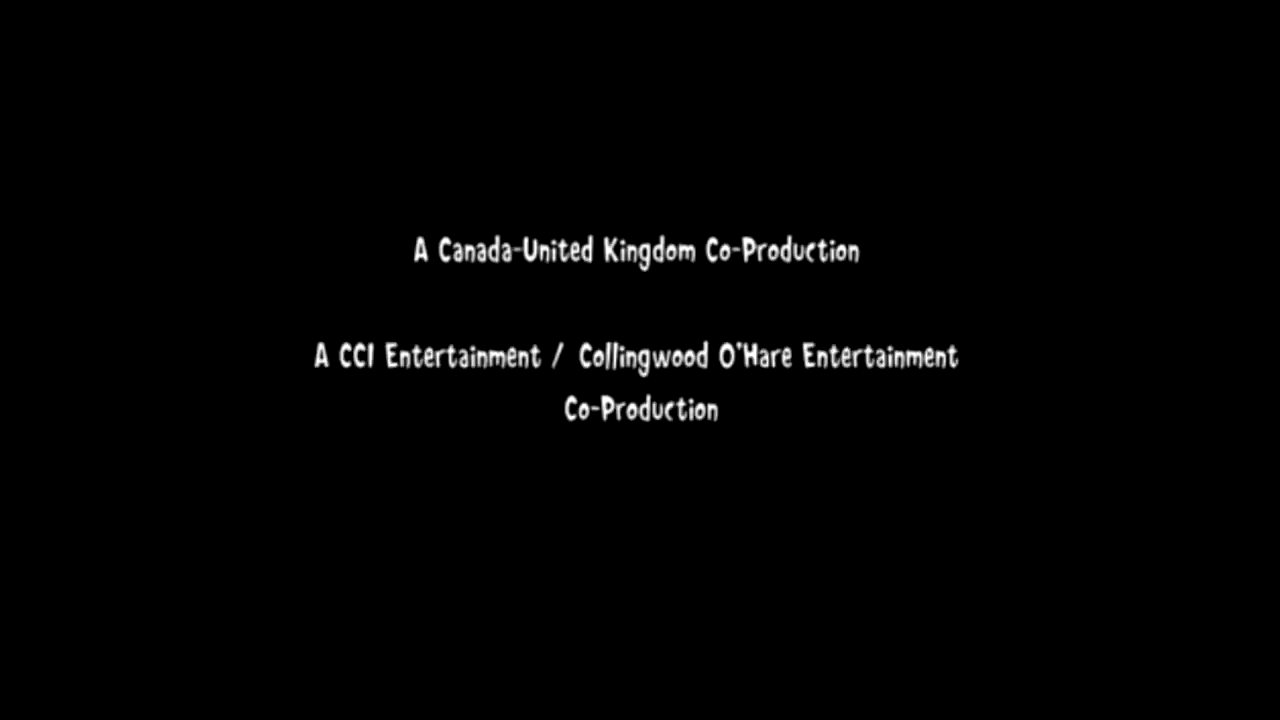 A Canada-United Kingdom Co-Production
A CCI Entertainment / Collingwood O'Hare Entertainment
Co-Production